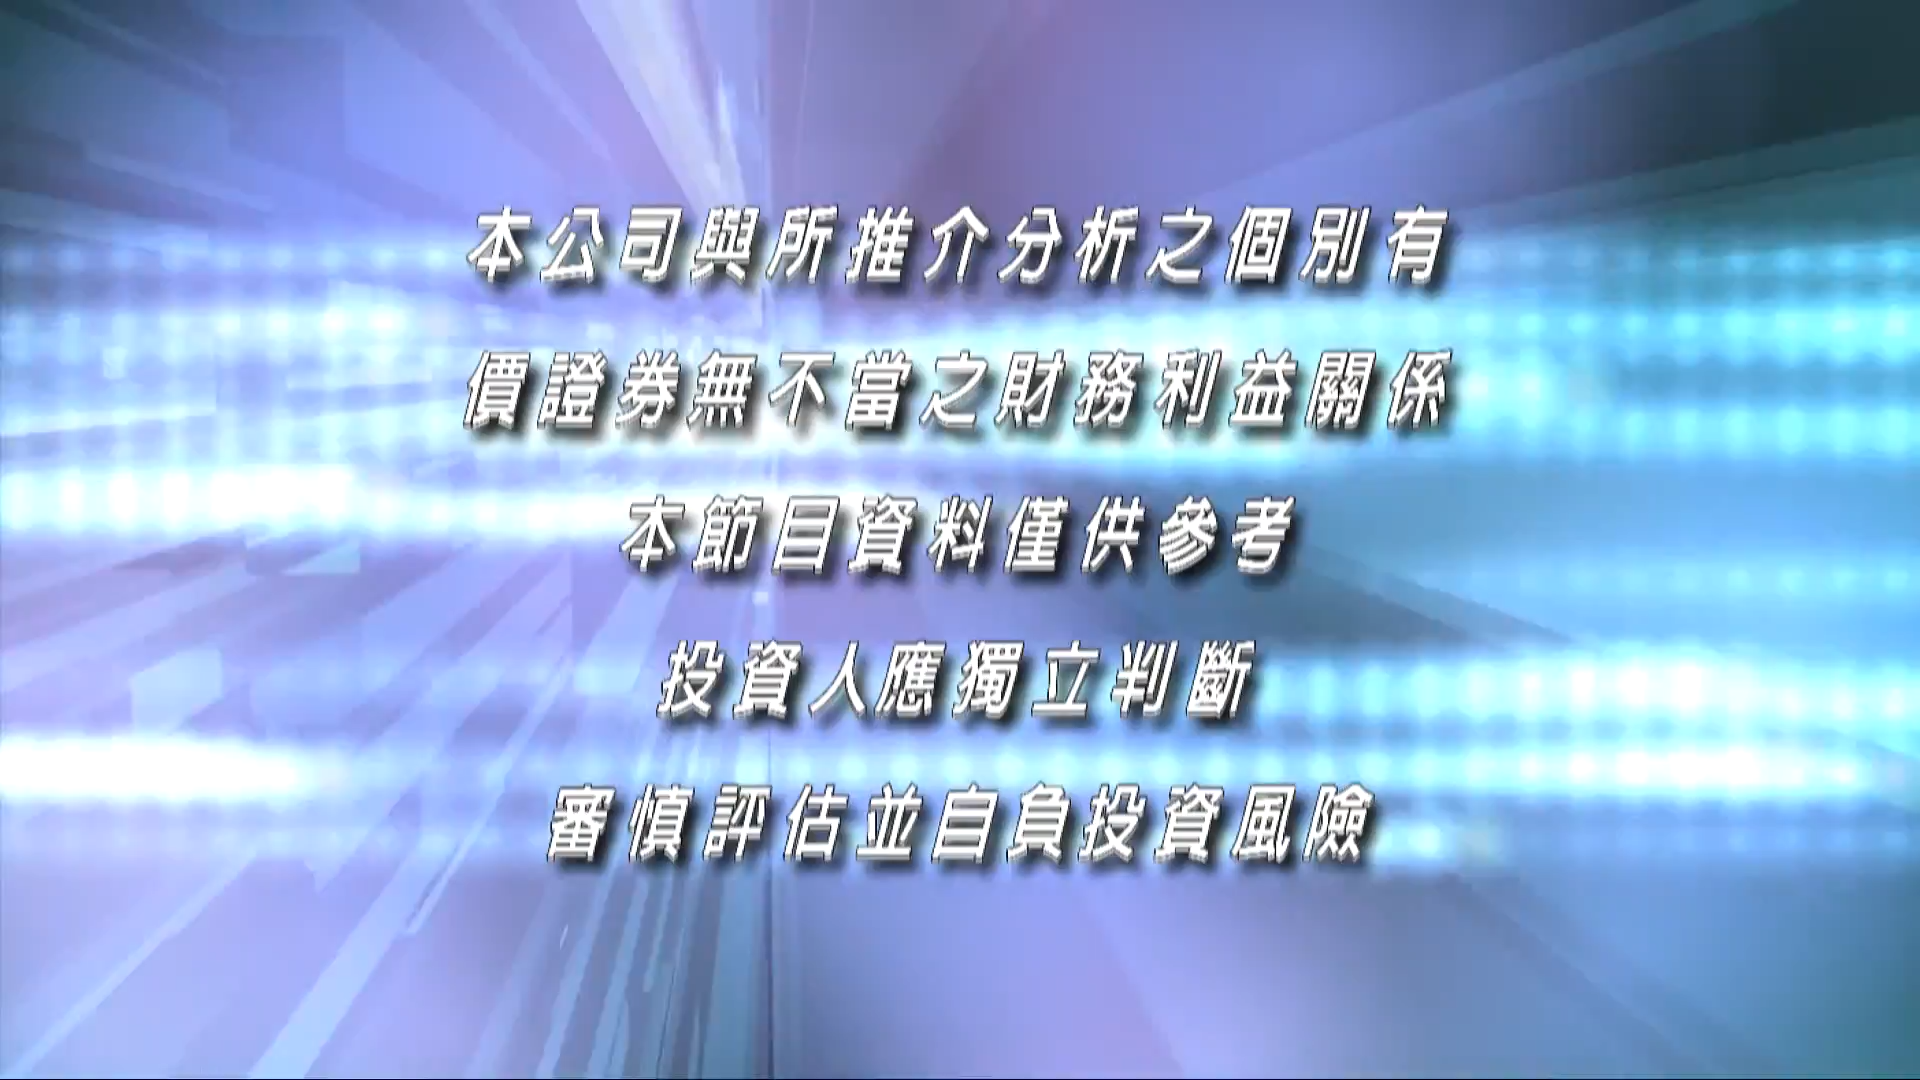 本公司與所推介分析之個別有
價證券無不當之財務利益關係
本節目資料僅供參考
投資人應獨立判斷
審慎評估並自負投資風險